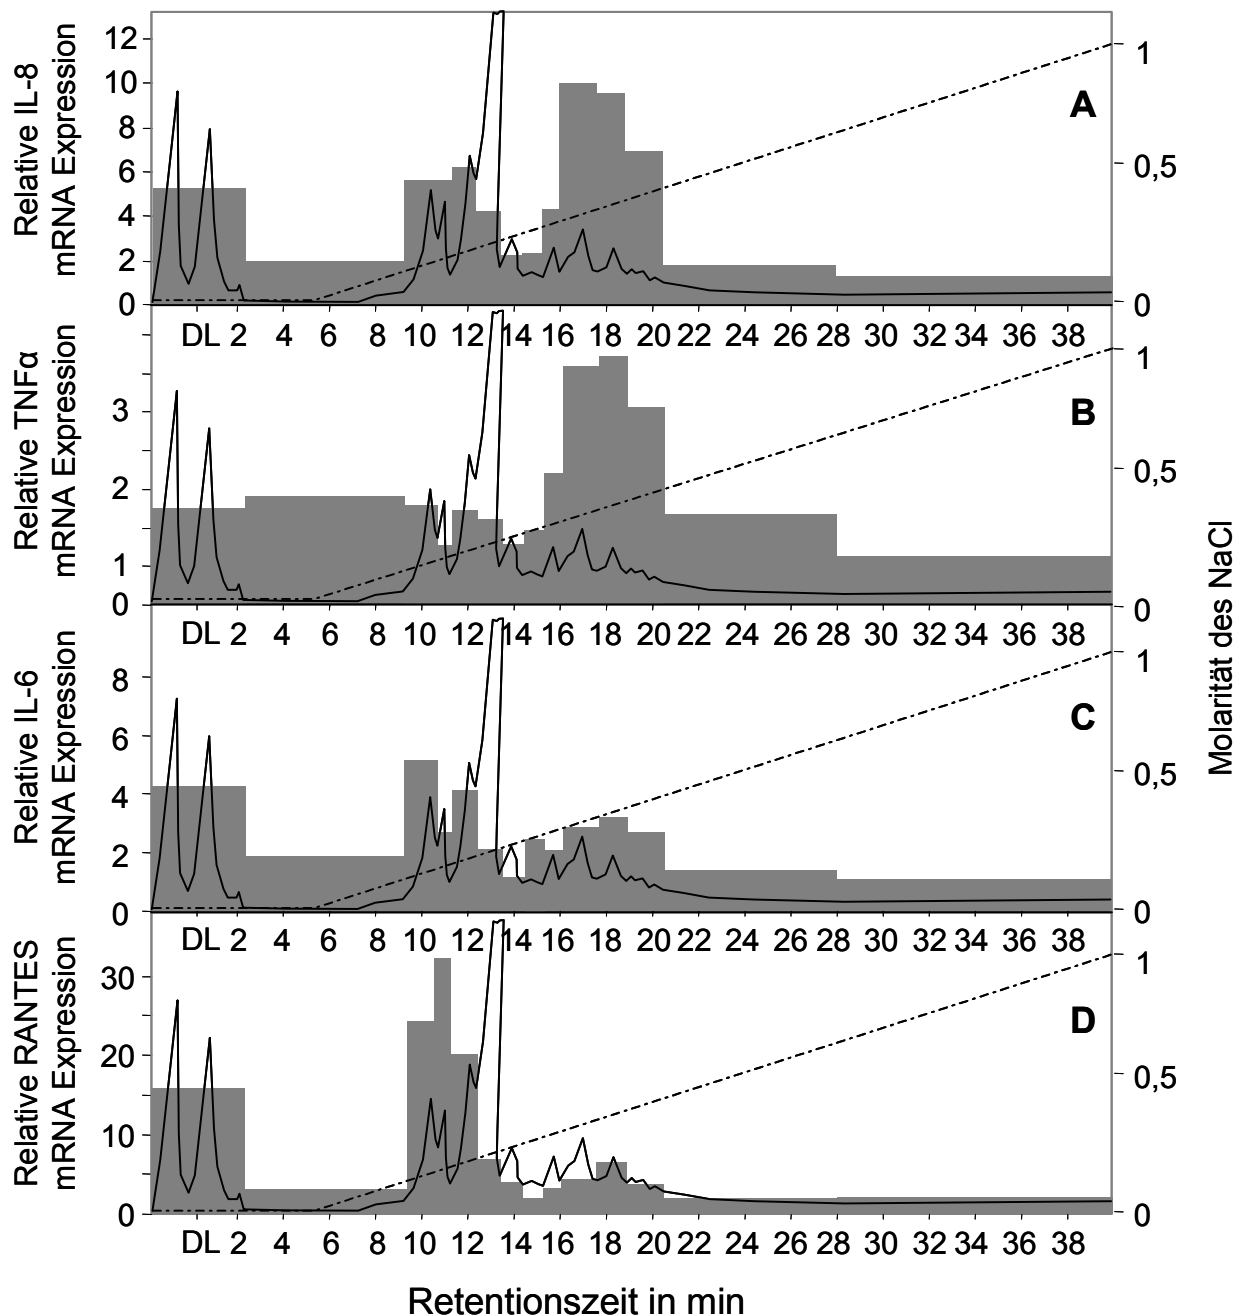 Relative IL-8
mRNA Expression
12
10
8
6
4
2
0
A
1
0,5
0
DL 2 4 6 8 10 12 14 16 18 20 22 24 26 28 30 32 34 36 38
Relative TNFα
mRNA Expression
3
2
1
0
B
1
0,5
0
DL 2 4 6 8 10 12 14 16 18 20 22 24 26 28 30 32 34 36 38
Relative IL-6
mRNA Expression
8
6
4
2
0
C
1
0,5
0
DL 2 4 6 8 10 12 14 16 18 20 22 24 26 28 30 32 34 36 38
Relative RANTES
mRNA Expression
30
20
10
0
D
1
0,5
0
DL 2 4 6 8 10 12 14 16 18 20 22 24 26 28 30 32 34 36 38
Retentionszeit in min
Molarität des NaCl